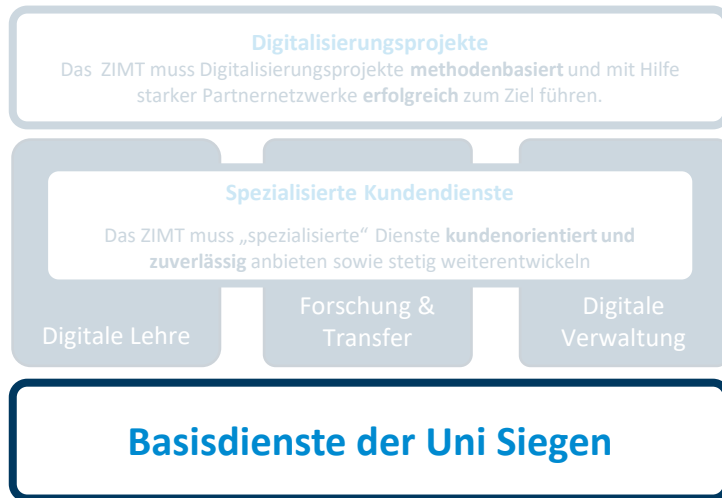 Digitalisierungsprojekte
Das ZIMT muss Digitalisierungsprojekte methodenbasiert und mit Hilfe
starker Partnernetzwerke erfolgreich zum Ziel führen.
Spezialisierte Kundendienste
Das ZIMT muss „spezialisierte“ Dienste kundenorientiert und
zuverlässig anbieten sowie stetig weiterentwickeln
Digitale Lehre
Forschung &
Transfer
Digitale
Verwaltung
Basisdienste der Uni Siegen